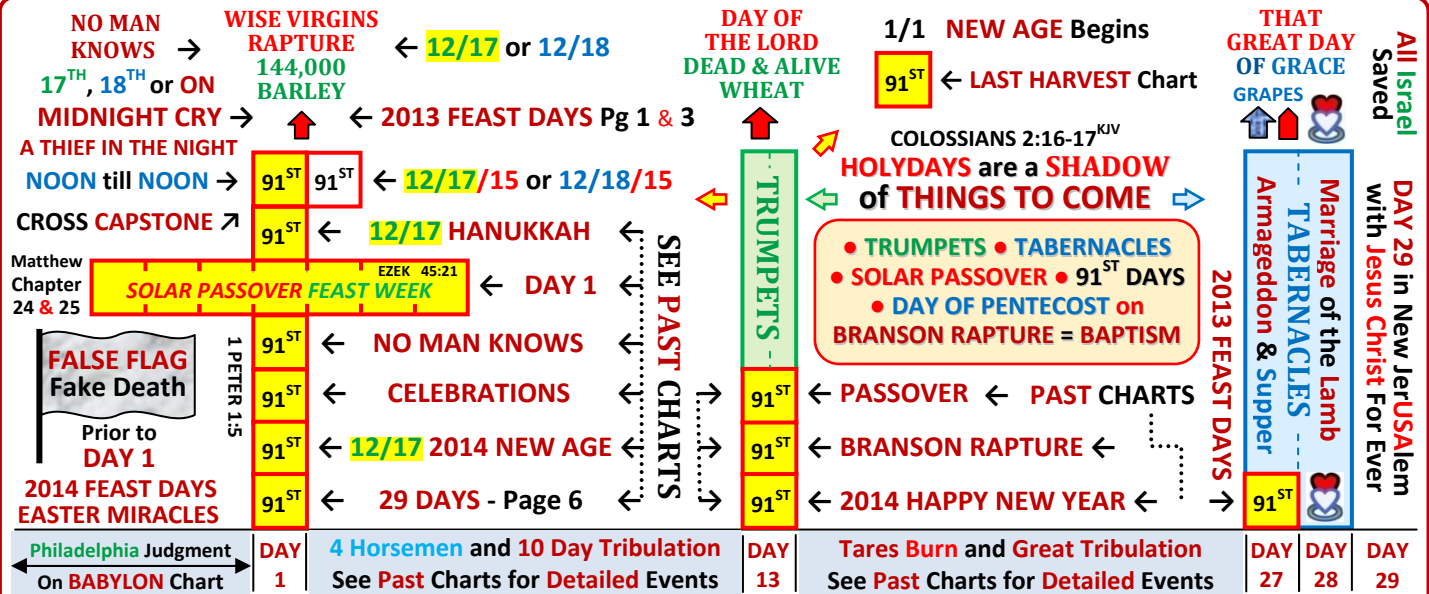 NO MAN
KNOWS →
17TH, 18TH or ON
MIDNIGHT CRY →
A THIEF IN THE NIGHT
NOON till NOON →
CROSS CAPSTONE ↗
Matthew
Chapter
24 & 25
WISE VIRGINS
RAPTURE
144,000
BARLEY
← 12/17 or 12/18
← 2013 FEAST DAYS Pg 1 & 3
91ST 91ST ← 12/17/15 or 12/18/15
91ST ← 12/17 HANUKKAH ←
EZEK 45:21
SOLAR PASSOVER FEAST WEEK ← DAY 1 ←
91ST ← NO MAN KNOWS ←
91ST ← CELEBRATIONS ←
91ST ← 12/17 2014 NEW AGE ←
91ST ← 29 DAYS - Page 6 ←
FALSE FLAG
Fake Death
Prior to
DAY 1
2014 FEAST DAYS
EASTER MIRACLES
1 PETER 1:5
SEE PAST CHARTS
DAY OF
THE LORD
DEAD & ALIVE
WHEAT
TRUMPETS
1/1 NEW AGE Begins
91ST ← LAST HARVEST Chart
COLOSSIANS 2:16-17KJV
HOLYDAYS are a SHADOW
of THINGS TO COME
● TRUMPETS ● TABERNACLES
● SOLAR PASSOVER ● 91ST DAYS
● DAY OF PENTECOST on
BRANSON RAPTURE = BAPTISM
→ 91ST ← PASSOVER ← PAST CHARTS
→ 91ST ← BRANSON RAPTURE ←
→ 91ST ← 2014 HAPPY NEW YEAR ← → 91ST
2013 FEAST DAYS
THAT
GREAT DAY
OF GRACE
GRAPES
Armageddon & Supper
TABERNACLES
Marriage of the Lamb
All Israel
Saved
DAY 29 in New JerUSAlem
with Jesus Christ For Ever
Philadelphia Judgment
On BABYLON Chart
DAY
1
4 Horsemen and 10 Day Tribulation
See Past Charts for Detailed Events
DAY
13
Tares Burn and Great Tribulation
See Past Charts for Detailed Events
DAY
27
DAY
28
DAY
29